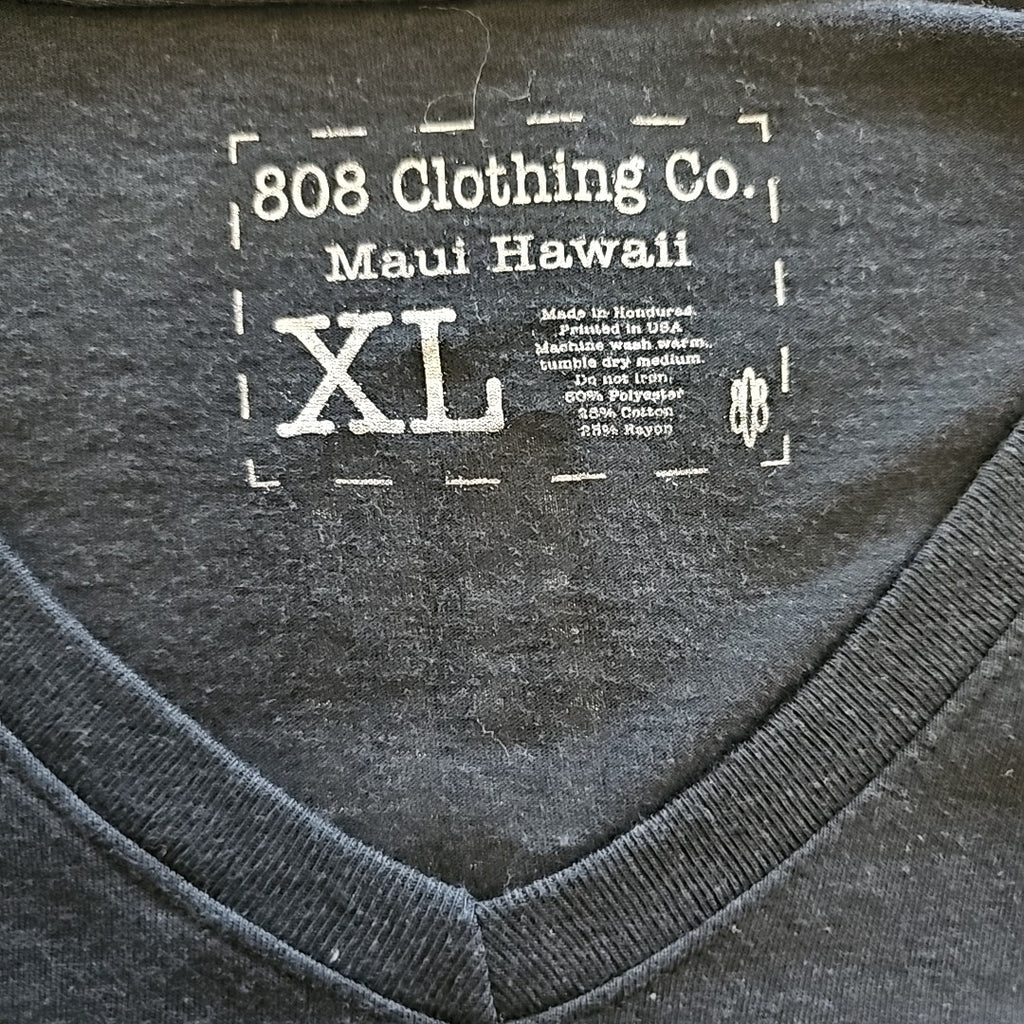 808 Clothing Co.
Maui Hawaii
XL
Made in Honduras.
Printed in USA
Machine wash warm,
tumble dry medium.
Do not iron.
50% Polyester
25% Cotton
25% Rayon
808